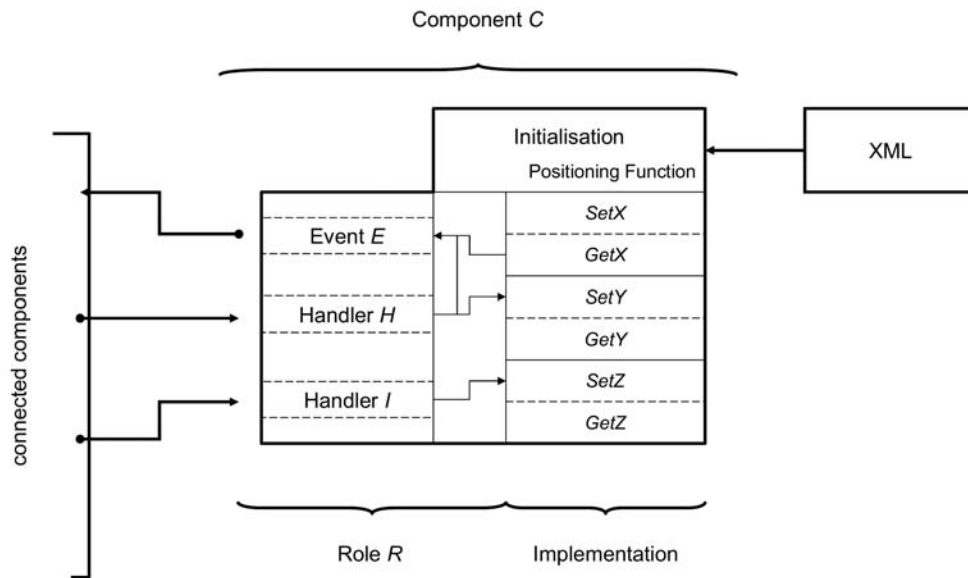 Component C
Initialisation
Positioning Function
XML
SetX
Event E
GetX
SetY
Handler H
GetY
SetZ
Handler I
GetZ
connected components
Role R
Implementation